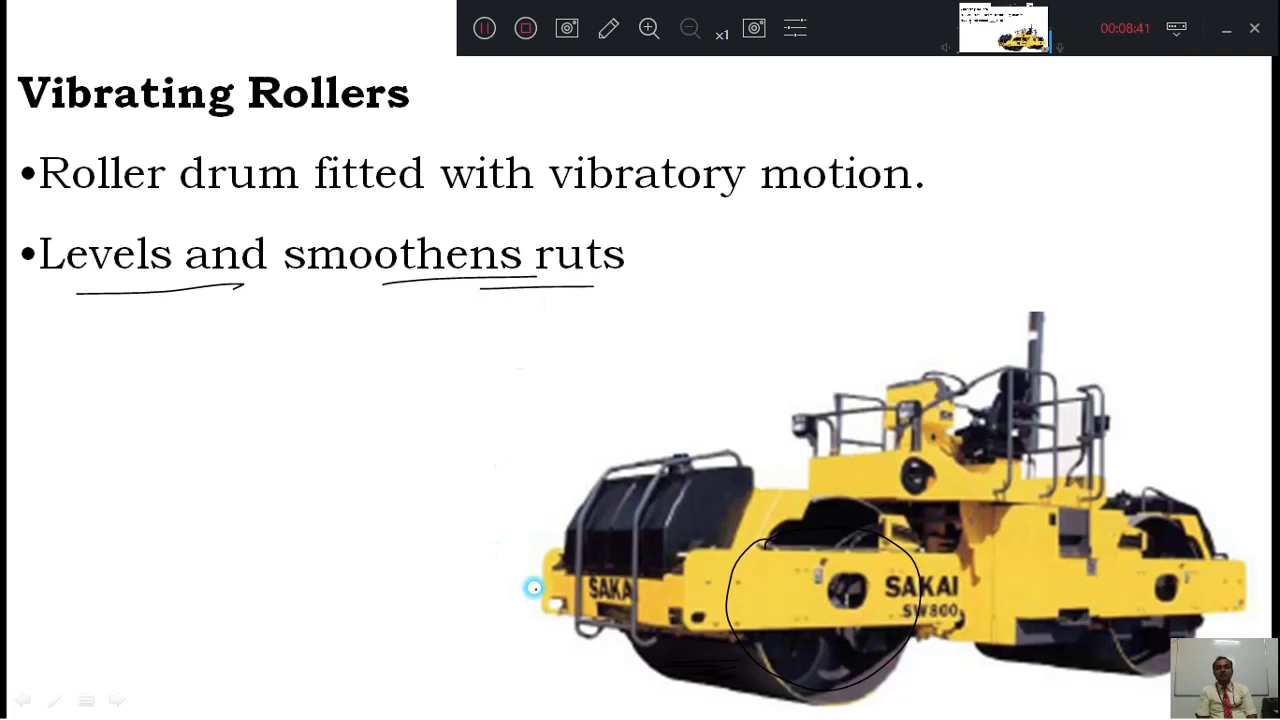 x1
00:08:41
Vibrating Rollers
•Roller drum fitted with vibratory motion.
•Levels and smoothens ruts
SAKAI
SAKAI
SW800